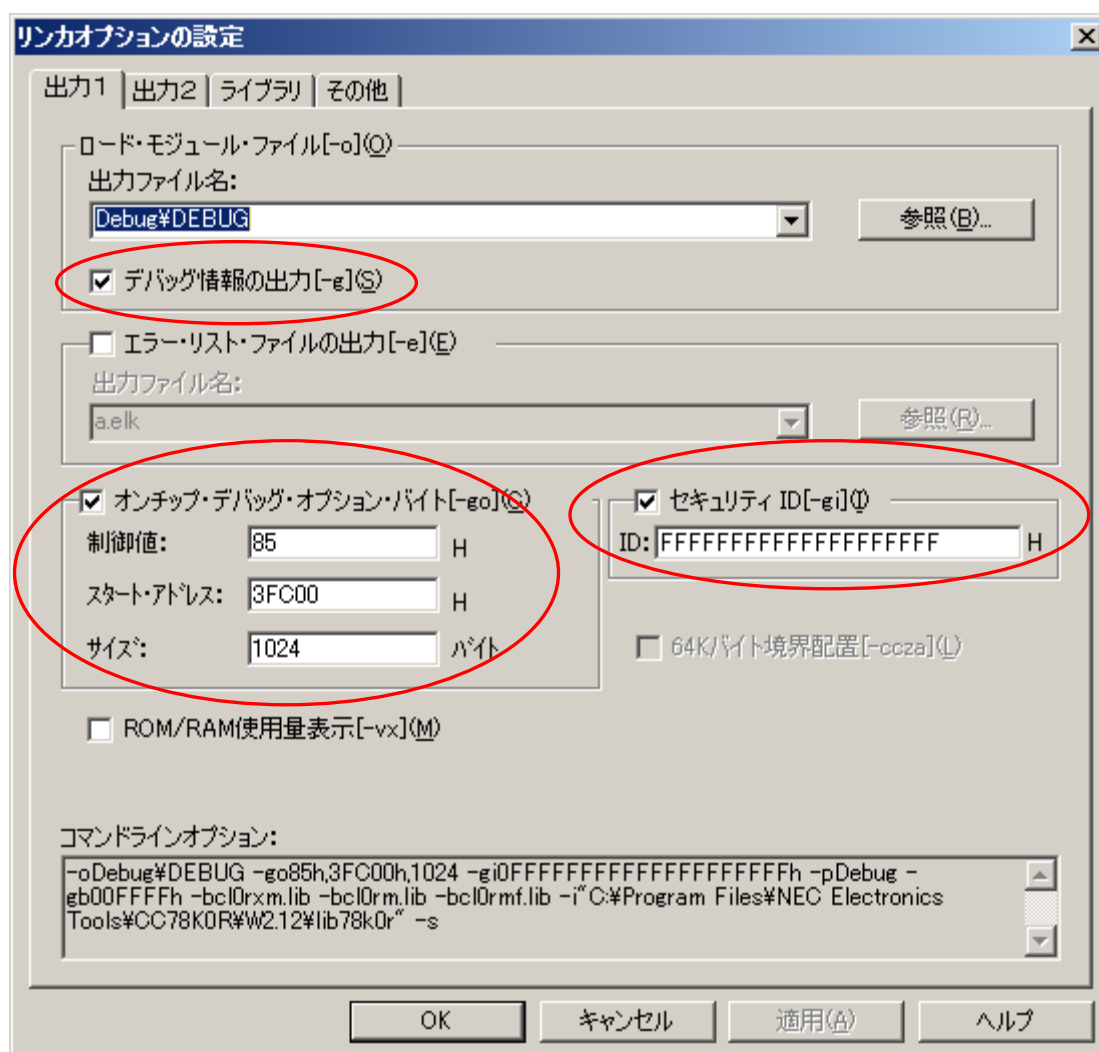 リンカオプションの設定
出力1 出力2 ライブラリ その他
ロード・モジュール・ファイル[-o](O)
出力ファイル名:
Debug¥DEBUG 参照(B)...
デバッグ情報の出力[-g](S)
エラー・リスト・ファイルの出力[-e](E)
出力ファイル名:
a.elk 参照(R)...
オンチップ・デバッグ・オプション・バイト[-go](G) セキュリティ ID[-gi](I)
制御値: 85 H ID: FFFFFFFFFFFFFFFFFFFF H
スタート・アドレス: 3FC00 H
サイズ: 1024 バイト 64Kバイト境界配置[-ccza](L)
ROM/RAM使用量表示[-vx](M)
コマンドラインオプション:
-oDebug¥DEBUG -go85h,3FC00h,1024 -gi0FFFFFFFFFFFFFFFFFFFFh -pDebug -
gb00FFFFh -bcl0rxm.lib -bcl0rm.lib -bcl0rmf.lib -i"C:¥Program Files¥NEC Electronics
Tools¥CC78K0R¥W2.12¥lib78k0r" -s
OK キャンセル 適用(A) ヘルプ